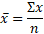 x̄ = Σx / n